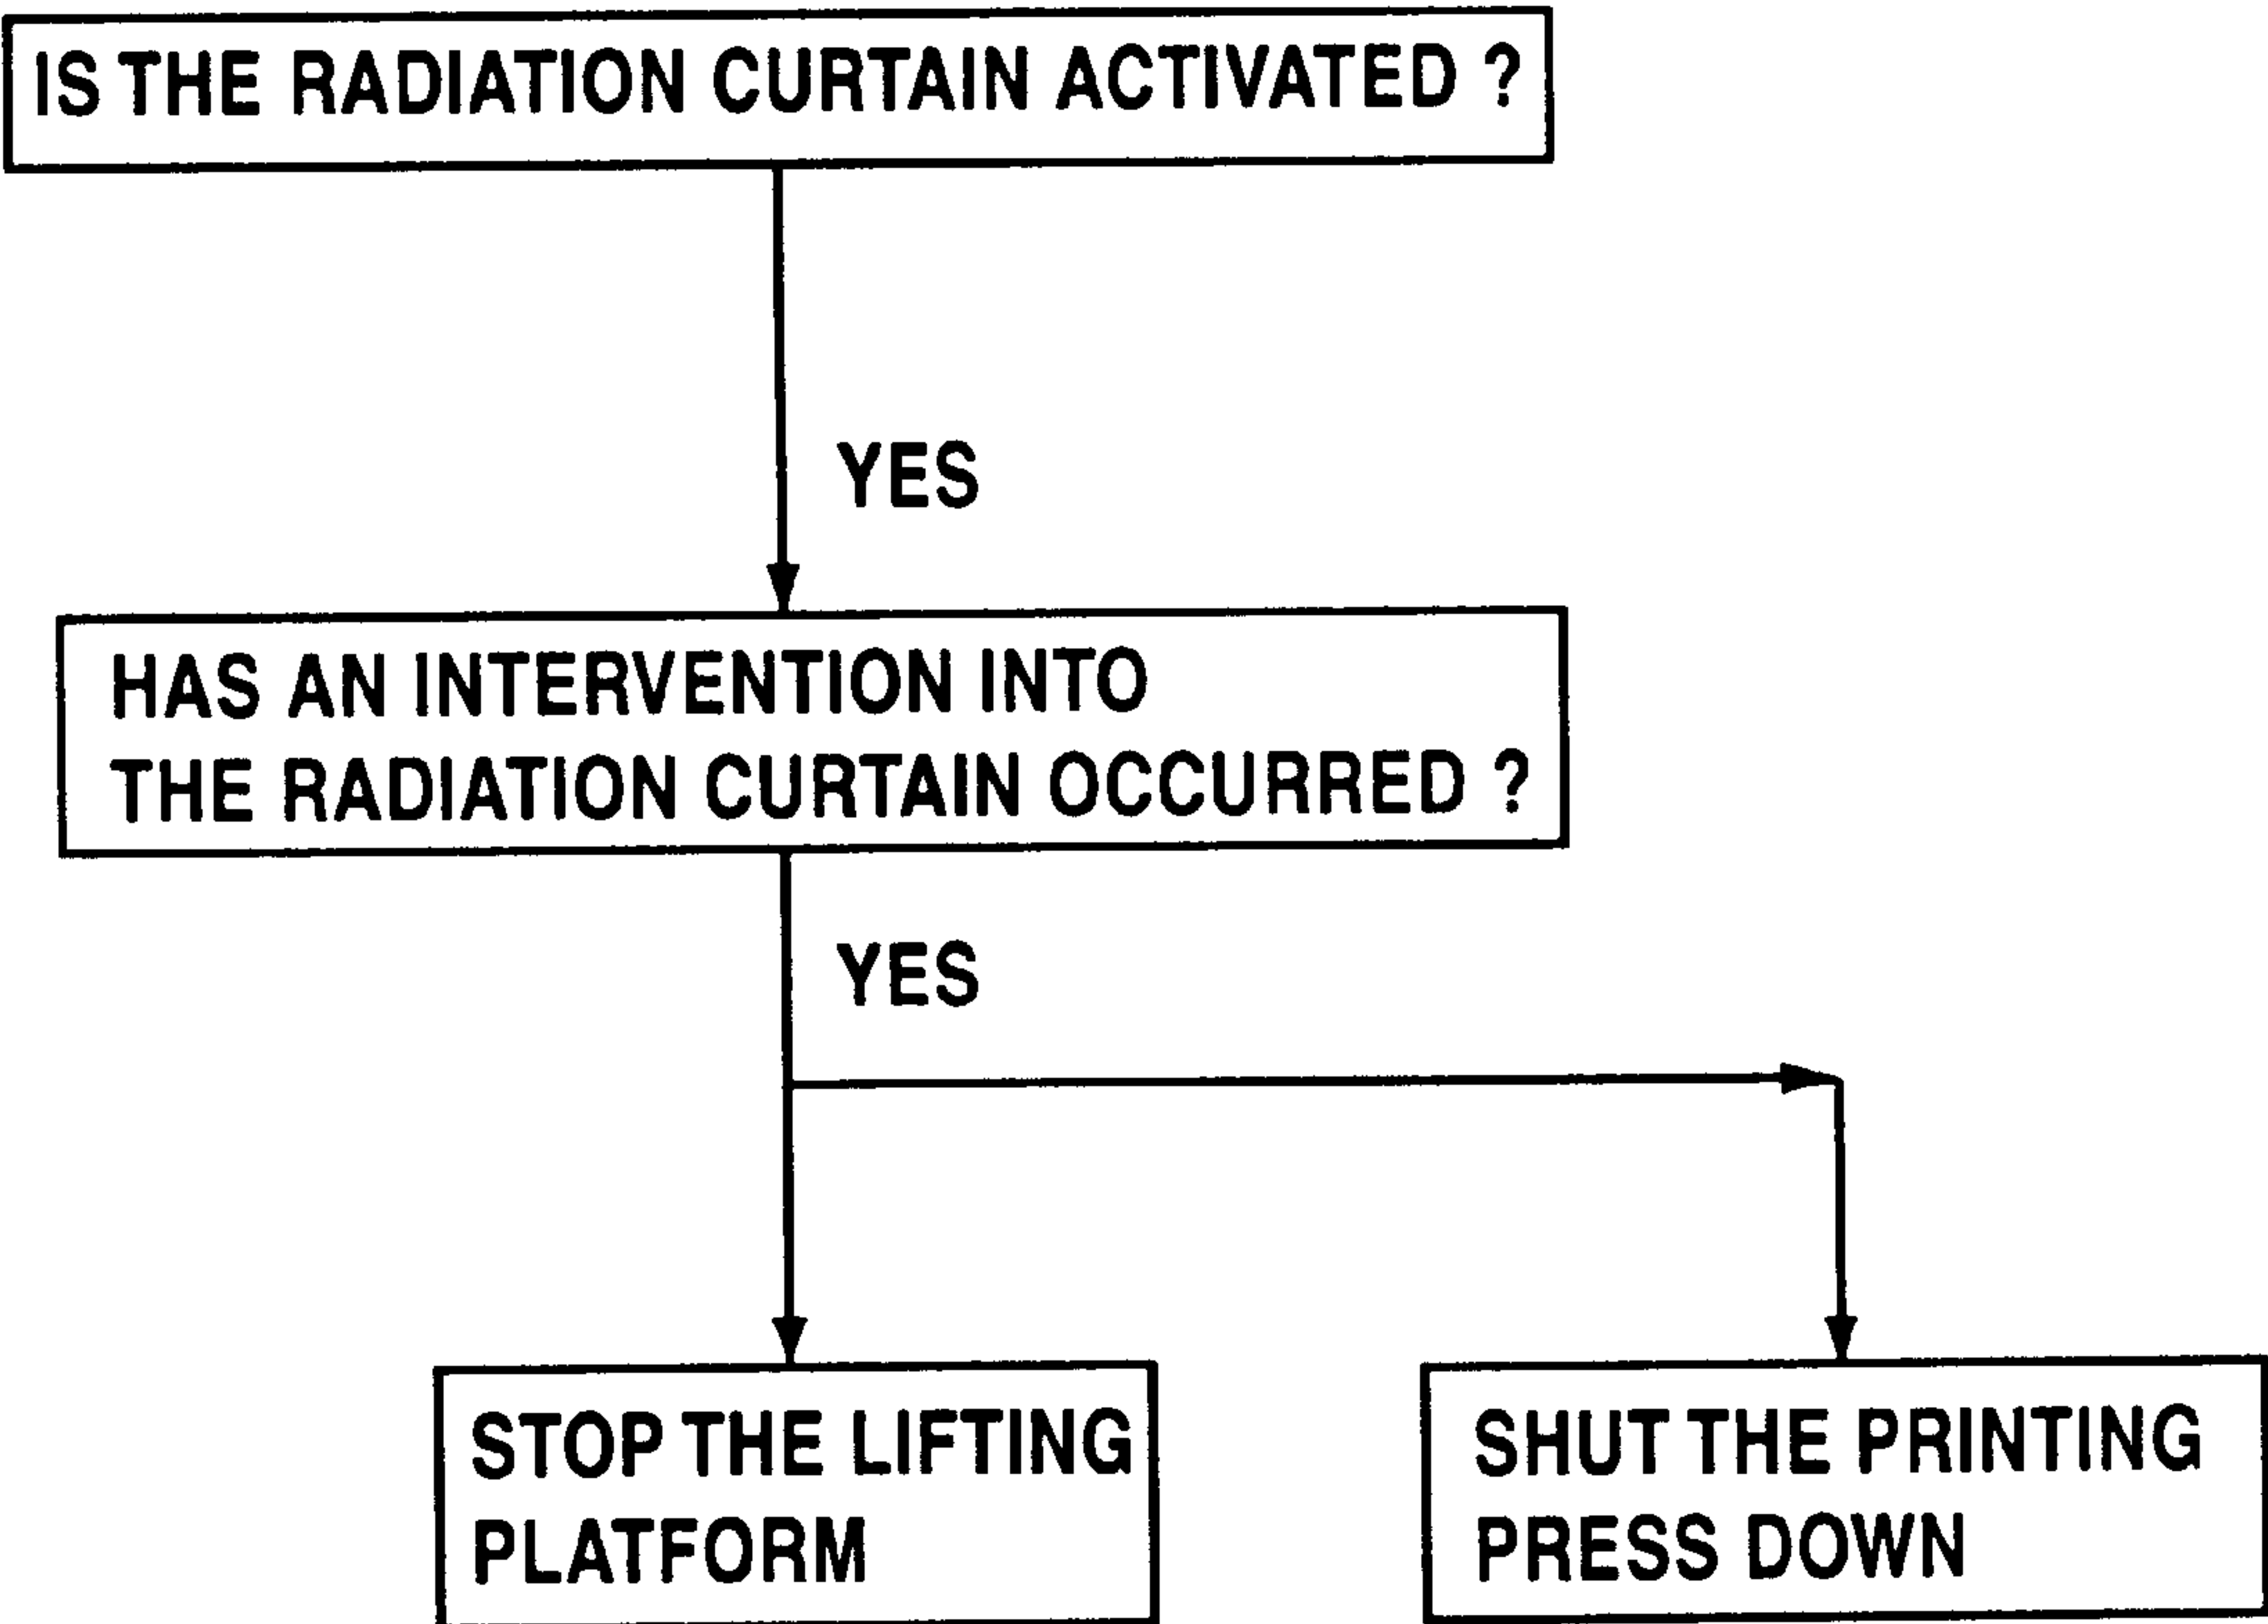 IS THE RADIATION CURTAIN ACTIVATED ?
YES
HAS AN INTERVENTION INTO
THE RADIATION CURTAIN OCCURRED ?
YES
STOP THE LIFTING
PLATFORM
SHUT THE PRINTING
PRESS DOWN